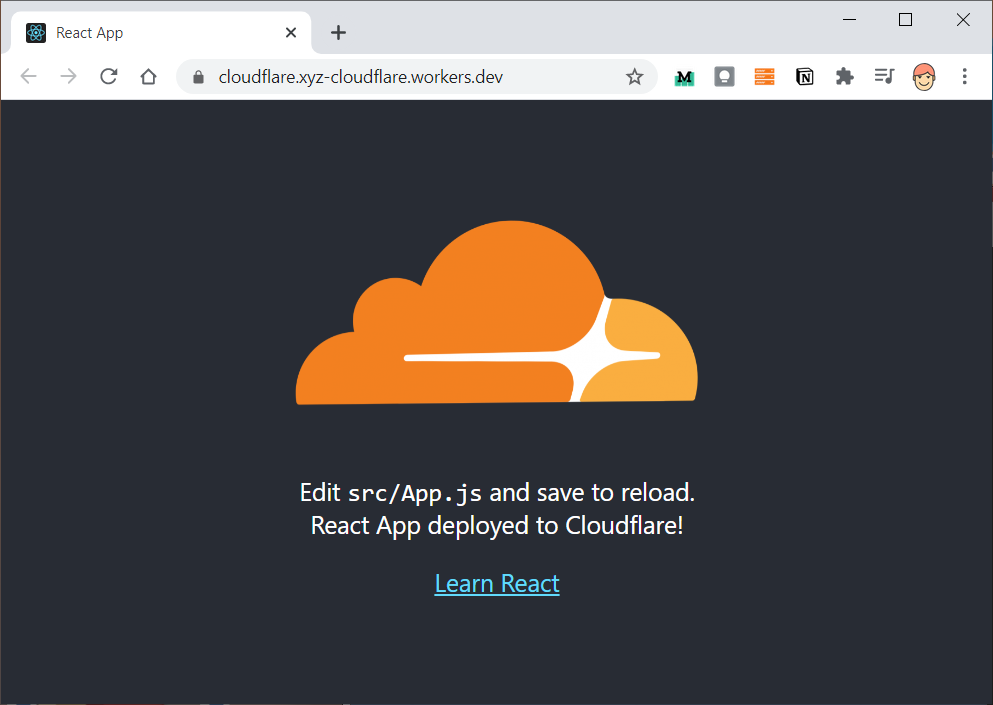 React App
cloudflare.xyz-cloudflare.workers.dev
Edit src/App.js and save to reload.
React App deployed to Cloudflare!
Learn React